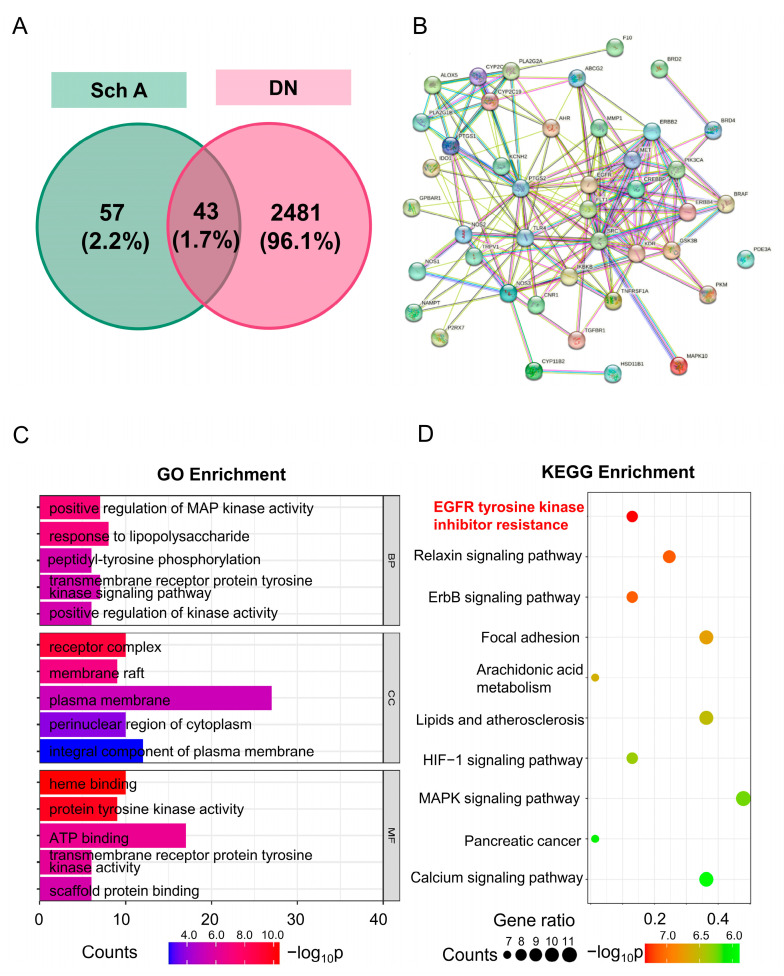 A
Sch A
DN
57
(2.2%)
43
(1.7%)
2481
(96.1%)
B
F10
BRD2
PLA2G2A
ALOX5
ABCG2
CYP2C19
AHR
MMP1
ERBB2
BRD4
PTGS1
IDO1
KCNH2
MET
PIK3CA
PTGS2
EGFR
CREBBP
GPBAR1
ERBB4
BRAF
NOS2
TLR4
SRC
TRPV1
KDR
GSK3B
PDE3A
NOS1
IKBKB
NOS3
CNR1
TNFRSF1A
PKM
NAMPT
P2RX7
TGFBR1
CYP11B2
HSD11B1
MAPK10
C
GO Enrichment
positive regulation of MAP kinase activity
response to lipopolysaccharide
peptidyl-tyrosine phosphorylation
transmembrane receptor protein tyrosine
kinase signaling pathway
positive regulation of kinase activity
BP
receptor complex
membrane raft
plasma membrane
perinuclear region of cytoplasm
integral component of plasma membrane
CC
heme binding
protein tyrosine kinase activity
ATP binding
transmembrane receptor protein tyrosine
kinase activity
scaffold protein binding
MF
0 10 20 30 40
Counts
4.0 6.0 8.0 10.0
−log10p
D
KEGG Enrichment
EGFR tyrosine kinase
inhibitor resistance
Relaxin signaling pathway
ErbB signaling pathway
Focal adhesion
Arachidonic acid
metabolism
Lipids and atherosclerosis
HIF−1 signaling pathway
MAPK signaling pathway
Pancreatic cancer
Calcium signaling pathway
Gene ratio
0.2 0.4
Counts
7 8 9 10 11
−log10p
7.0 6.5 6.0